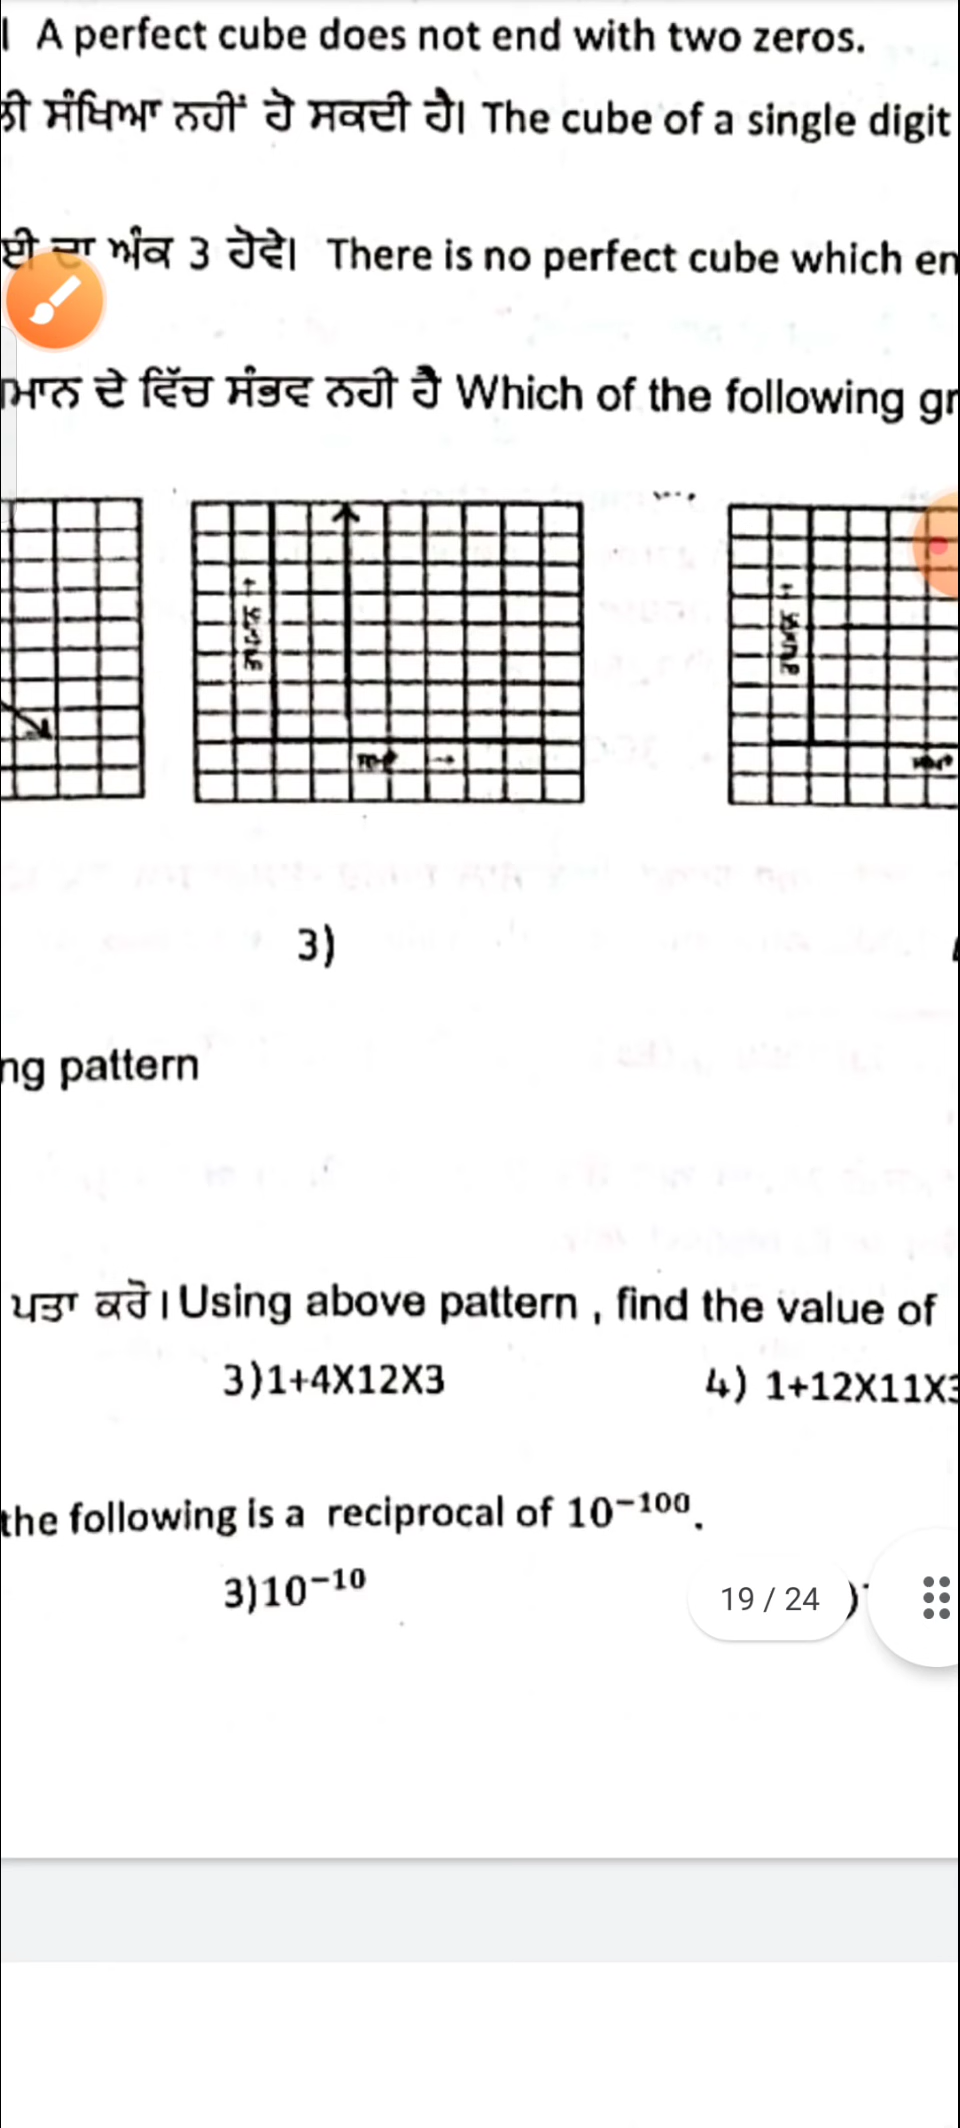 । A perfect cube does not end with two zeros.
ਸੰਖਿਆ ਨਹੀਂ ਹੋ ਸਕਦੀ ਹੈ। The cube of a single digit
ਦਾ ਅੰਕ 3 ਹੋਵੇ। There is no perfect cube which en
ਦੇ ਵਿੱਚ ਸੰਭਵ ਨਹੀ ਹੈ Which of the following gr
3)
ng pattern
ਪਤਾ ਕਰੋ। Using above pattern , find the value of
3)1+4X12X3 4) 1+12X11X3
the following is a reciprocal of 10⁻¹⁰⁰.
3)10⁻¹⁰
19 / 24